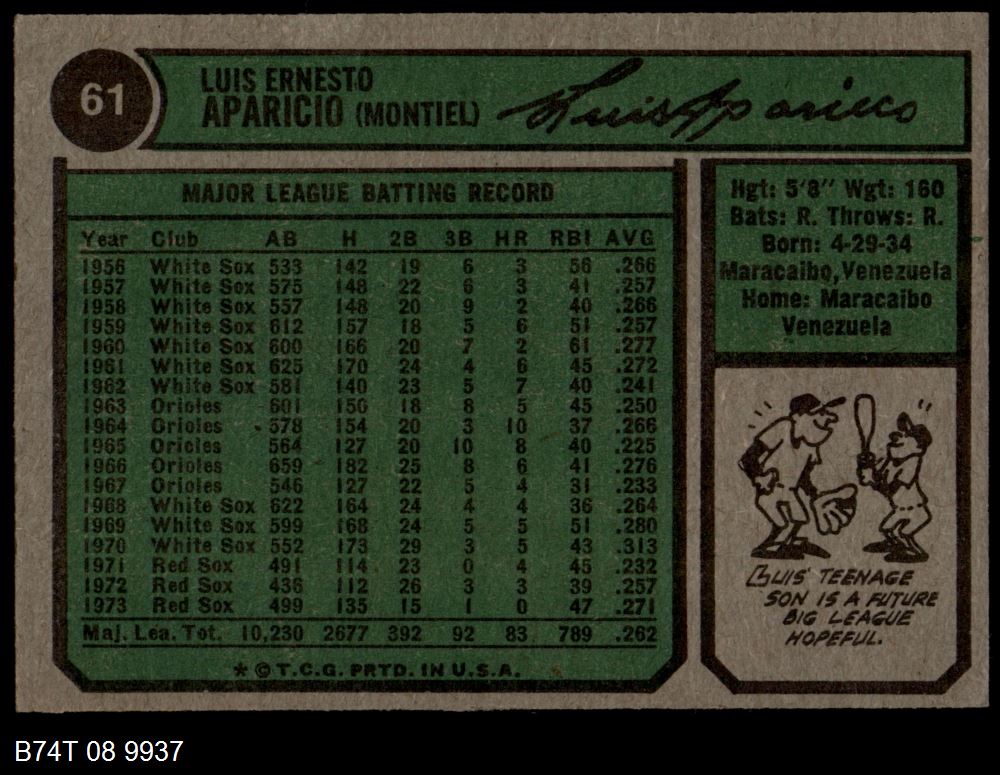 61
LUIS ERNESTO
APARICIO (MONTIEL)
Luis Aparicio
MAJOR LEAGUE BATTING RECORD
Year Club AB H 2B 3B HR RBI AVG
1956 White Sox 533 142 19 6 3 56 .266
1957 White Sox 575 148 22 6 3 41 .257
1958 White Sox 557 148 20 9 2 40 .266
1959 White Sox 612 157 18 5 6 51 .257
1960 White Sox 600 166 20 7 2 61 .277
1961 White Sox 625 170 24 4 6 45 .272
1962 White Sox 581 140 23 5 7 40 .241
1963 Orioles 601 150 18 8 5 45 .250
1964 Orioles 578 154 20 3 10 37 .266
1965 Orioles 564 127 20 10 8 40 .225
1966 Orioles 659 182 25 8 6 41 .276
1967 Orioles 546 127 22 5 4 31 .233
1968 White Sox 622 164 24 4 4 36 .264
1969 White Sox 599 168 24 5 5 51 .280
1970 White Sox 552 173 29 3 5 43 .313
1971 Red Sox 491 114 23 0 4 45 .232
1972 Red Sox 436 112 26 3 3 39 .257
1973 Red Sox 499 135 15 1 0 47 .271
Maj. Lea. Tot. 10,230 2677 392 92 83 789 .262
* © T.C.G. PRTD. IN U.S.A.
Hgt: 5'8" Wgt: 160
Bats: R. Throws: R.
Born: 4-29-34
Maracaibo, Venezuela
Home: Maracaibo
Venezuela
LUIS' TEENAGE
SON IS A FUTURE
BIG LEAGUE
HOPEFUL.
B74T 08 9937